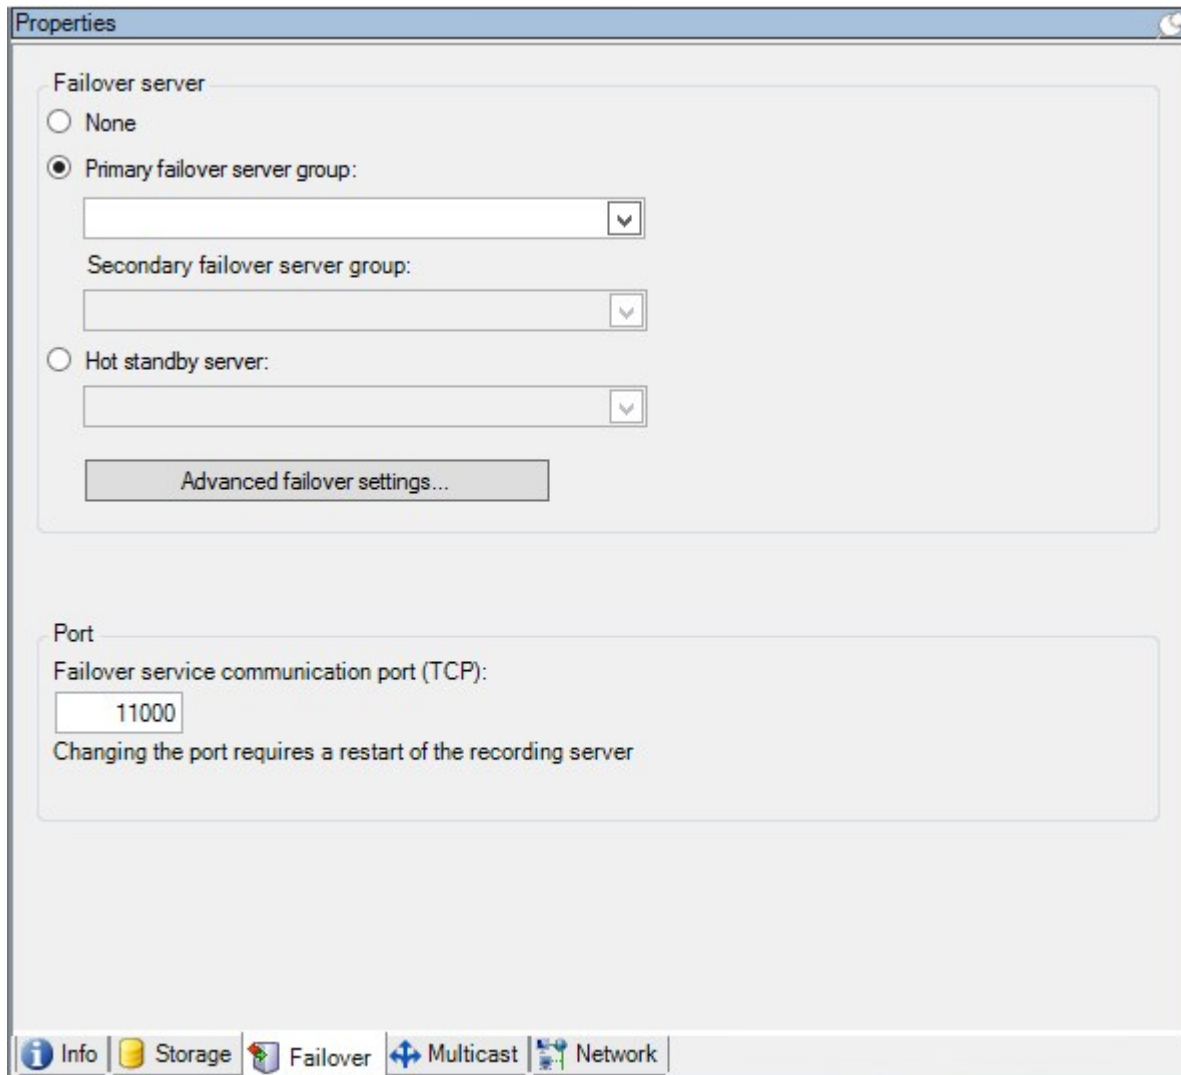 Properties
Failover server
None
Primary failover server group:
Secondary failover server group:
Hot standby server:
Advanced failover settings...
Port
Failover service communication port (TCP):
11000
Changing the port requires a restart of the recording server
Info Storage Failover Multicast Network